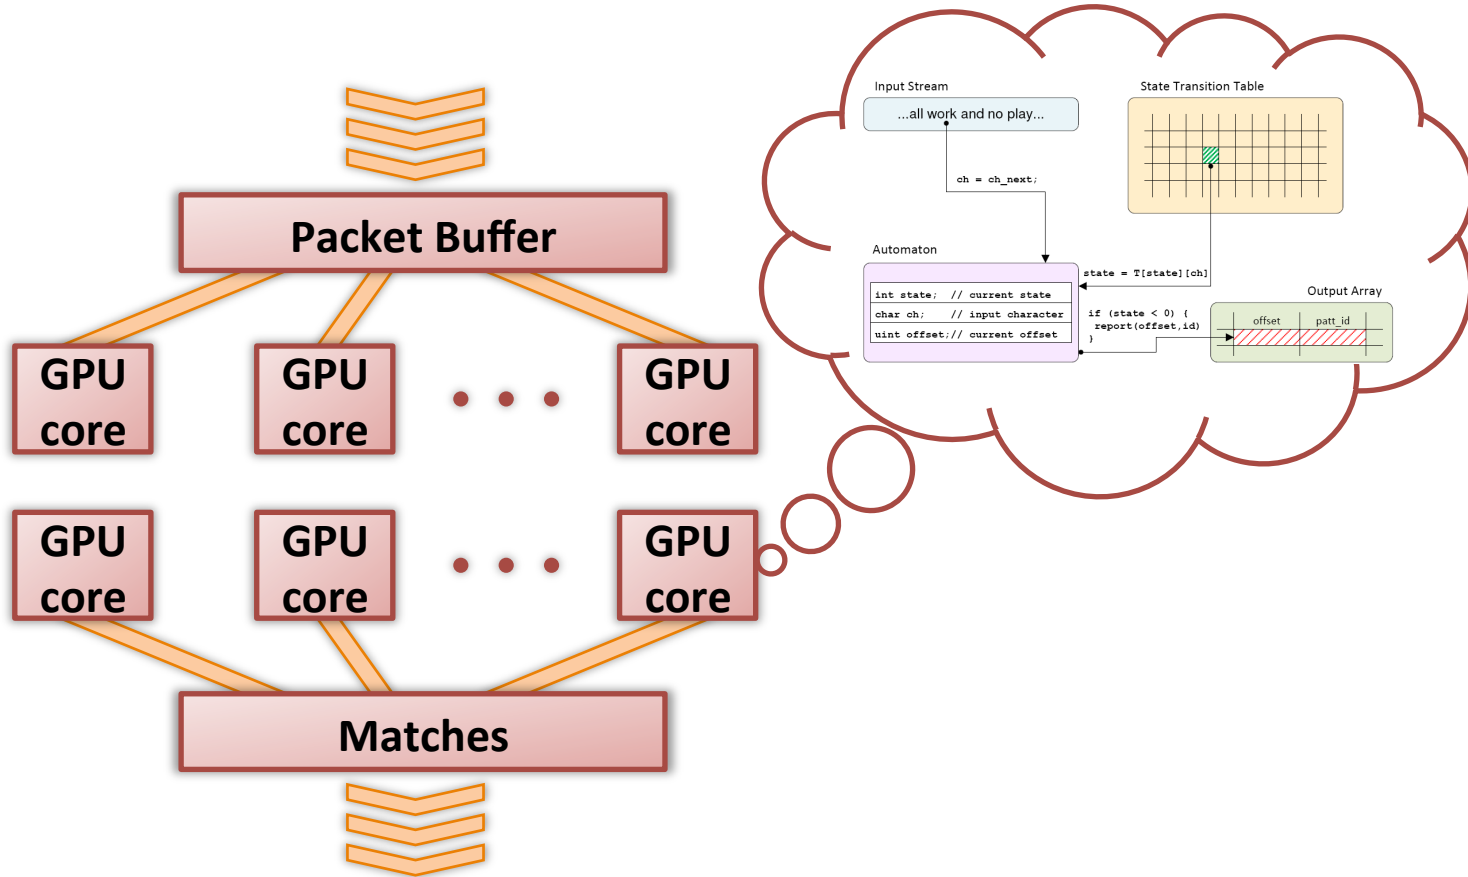 Packet Buffer
GPU core
GPU core
GPU core
GPU core
GPU core
GPU core
Matches
Input Stream
...all work and no play...
ch = ch_next;
State Transition Table
state = T[state][ch]
Automaton
int state;  // current state
char ch;    // input character
uint offset;// current offset
if (state < 0) {
report(offset,id)
}
Output Array
offset patt_id